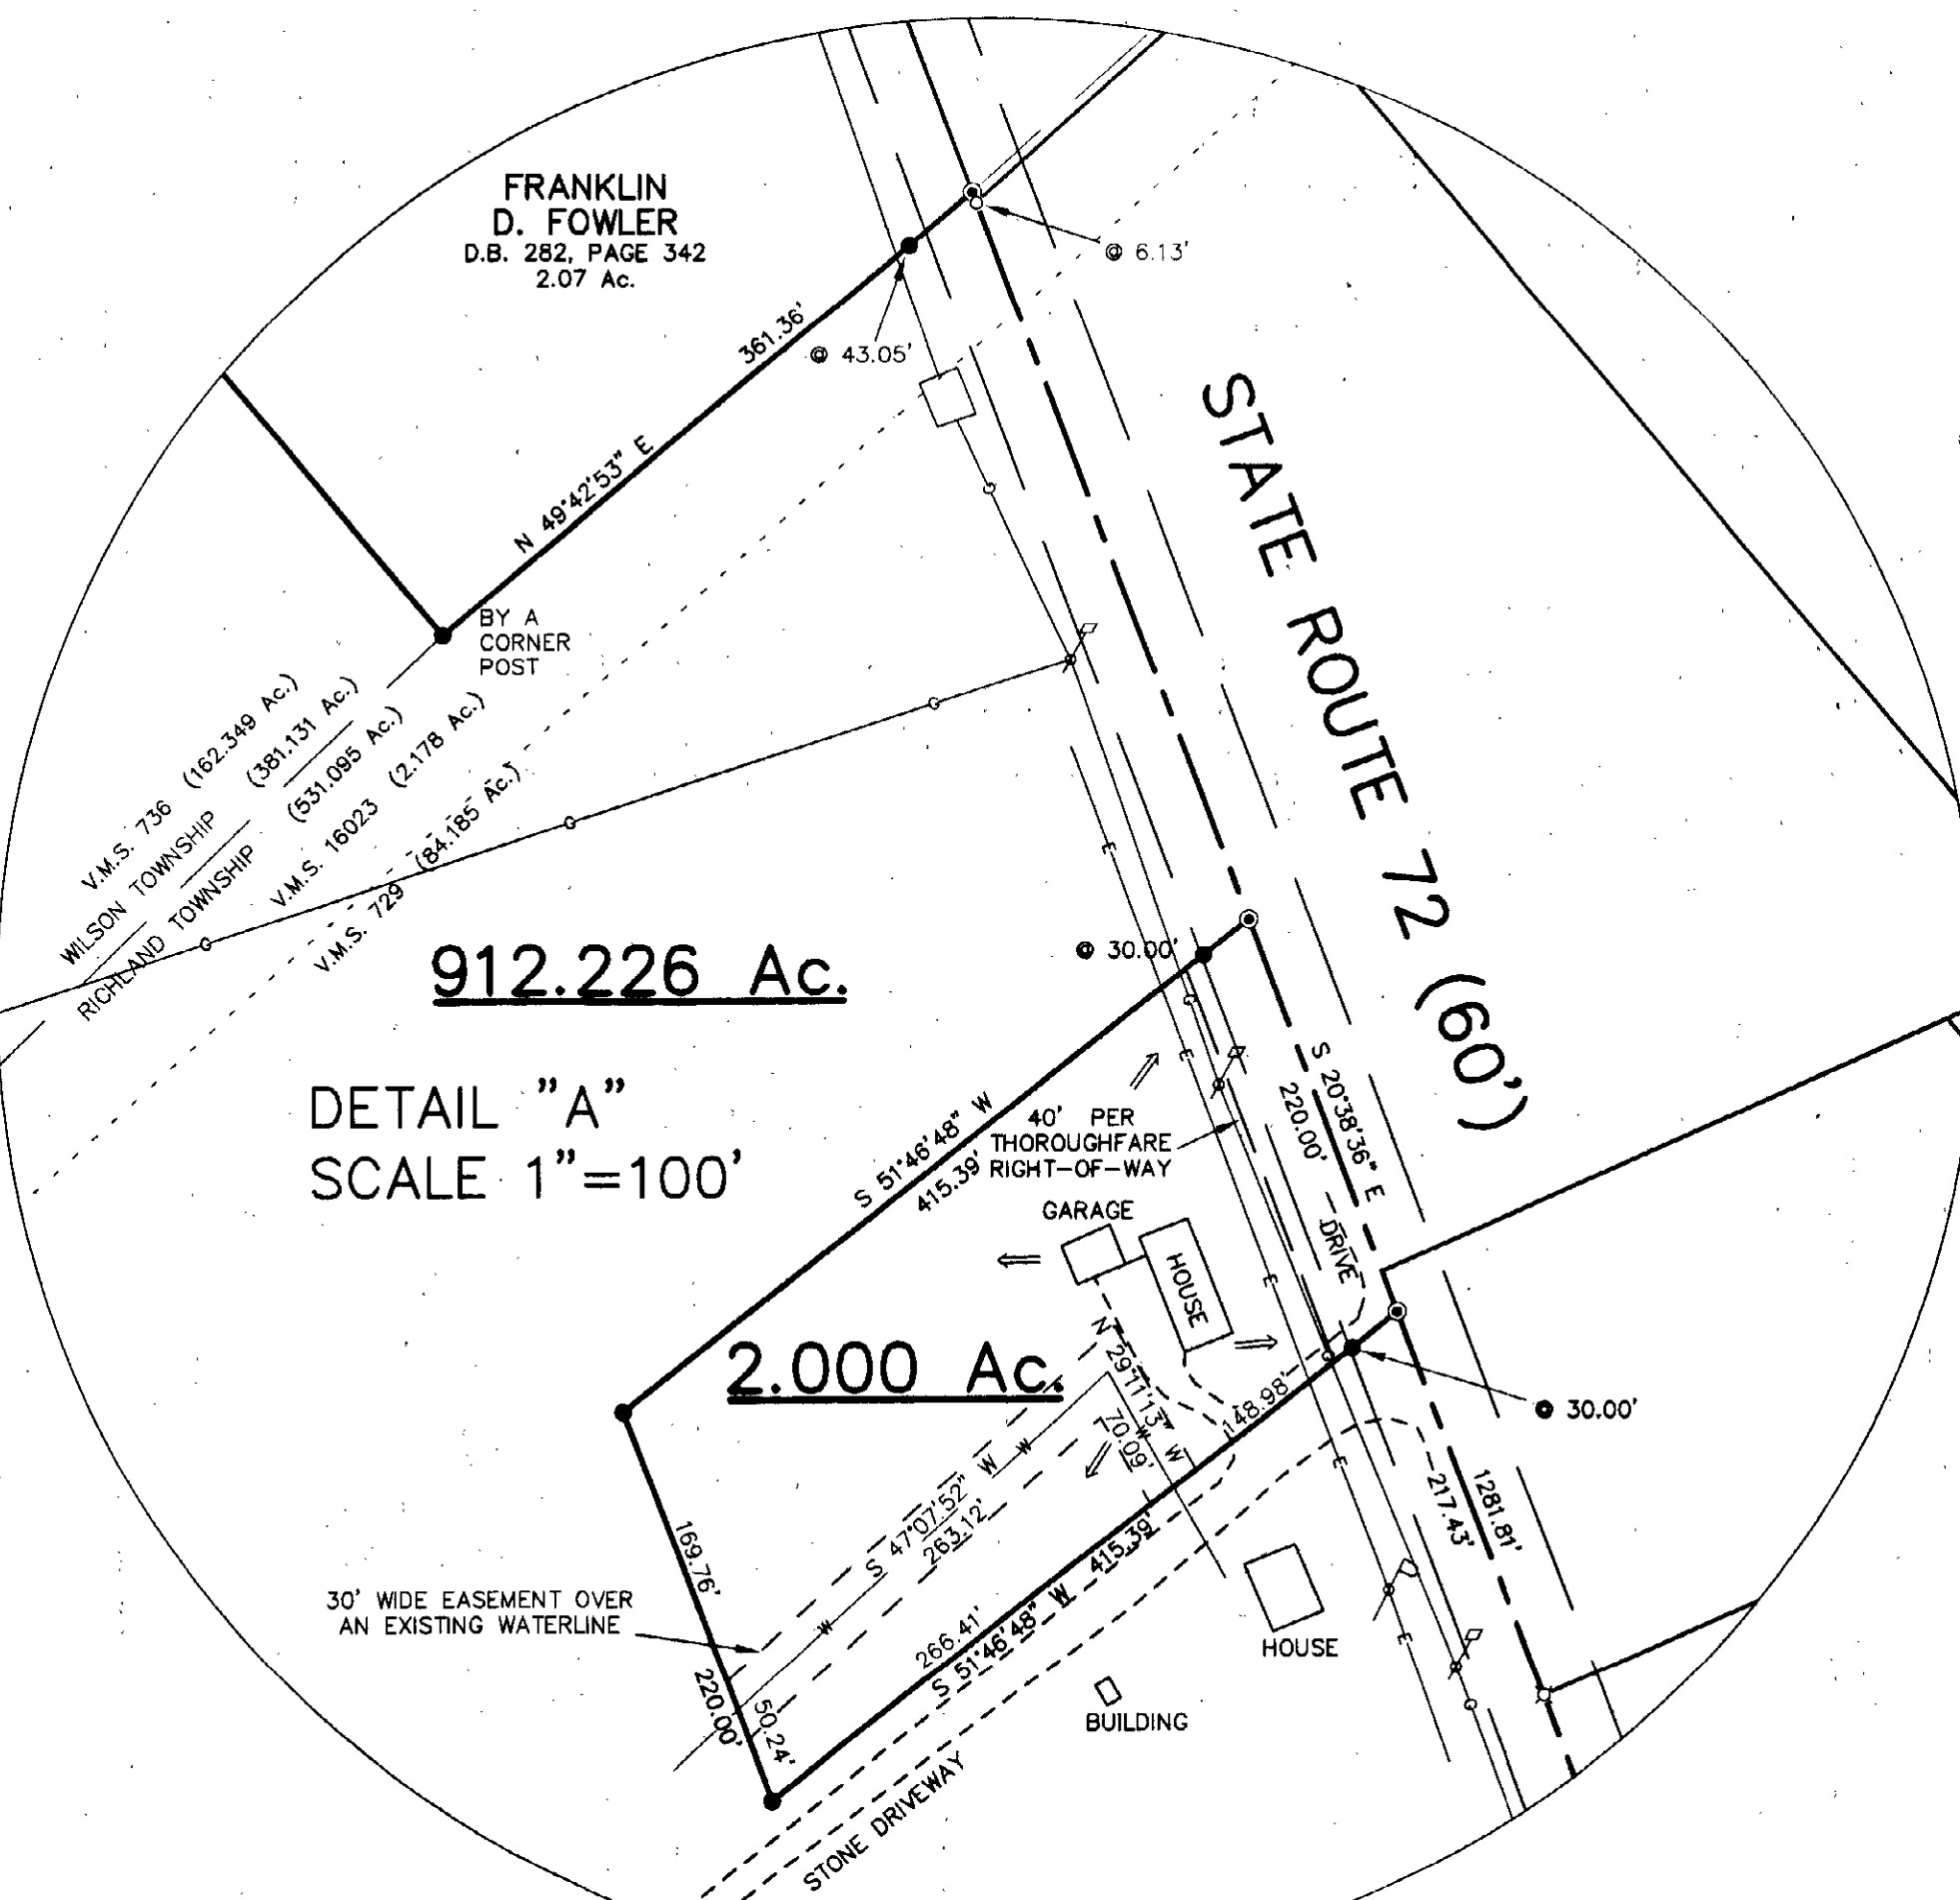 FRANKLIN
D. FOWLER
D.B. 282, PAGE 342
2.07 Ac.
@ 6.13'
@ 43.05'
361.36'
N 49°42'53" E
BY A
CORNER
POST
STATE ROUTE 72 (60')
V.M.S. 736 (162.349 Ac.)
WILSON TOWNSHIP (381.131 Ac.)
RICHLAND TOWNSHIP (531.095 Ac.)
V.M.S. 16023 (2.178 Ac.)
V.M.S. 729 (84.185 Ac.)
912.226 Ac.
@ 30.00'
DETAIL "A"
SCALE 1"=100'
S 51°46'48" W
415.39'
40' PER
THOROUGHFARE
RIGHT-OF-WAY
S 20°38'36" E
220.00'
DRIVE
GARAGE
HOUSE
2.000 Ac.
N 29°11'13" W
70.09'
148.98'
@ 30.00'
S 47°07'52" W
263.12'
W
W
W
W
E
E
E
E
E
G
G
G
169.76'
220.00'
50.24'
30' WIDE EASEMENT OVER
AN EXISTING WATERLINE
266.41'
S 51°46'48" W 415.39'
1281.81'
217.43'
HOUSE
BUILDING
STONE DRIVEWAY